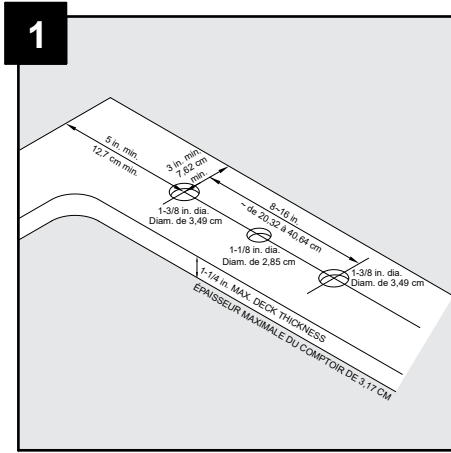 1
5 in. min.
12,7 cm min.
3 in. min.
7,62 cm
min.
8~16 in.
~ de 20,32 à 40,64 cm
1-3/8 in. dia.
Diam. de 3,49 cm
1-1/8 in. dia.
Diam. de 2,85 cm
1-3/8 in. dia.
Diam. de 3,49 cm
1-1/4 in. MAX. DECK THICKNESS
ÉPAISSEUR MAXIMALE DU COMPTOIR DE 3,17 CM